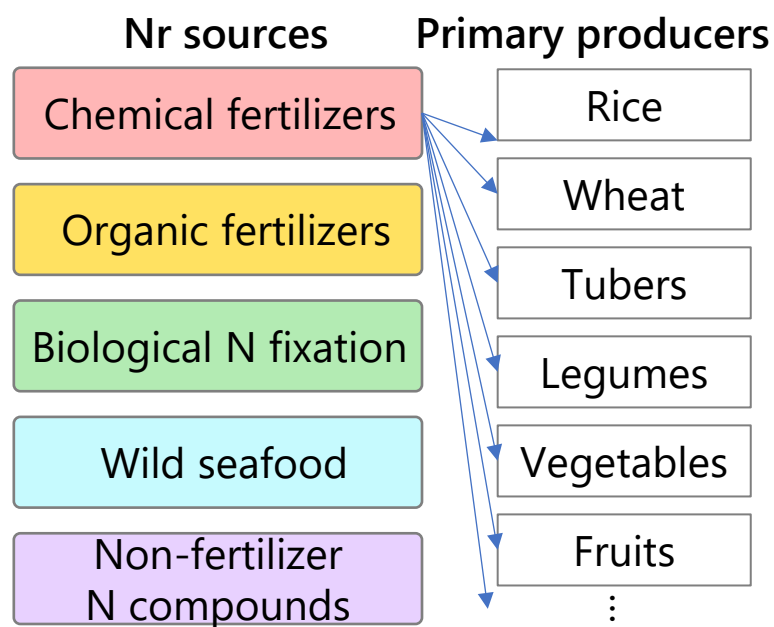 Nr sources
Primary producers
Chemical fertilizers
Organic fertilizers
Biological N fixation
Wild seafood
Non-fertilizer
N compounds
Rice
Wheat
Tubers
Legumes
Vegetables
Fruits
⋮